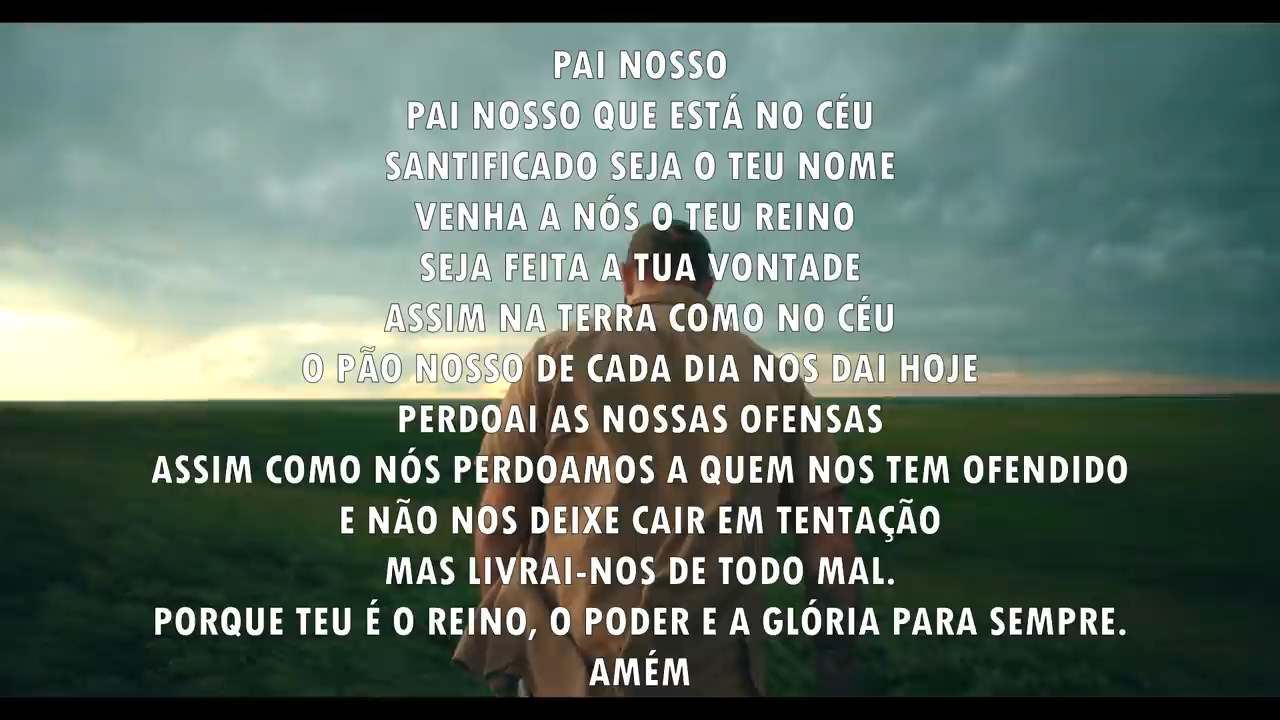 PAI NOSSO
PAI NOSSO QUE ESTÁ NO CÉU
SANTIFICADO SEJA O TEU NOME
VENHA A NÓS O TEU REINO
SEJA FEITA A TUA VONTADE
ASSIM NA TERRA COMO NO CÉU
O PÃO NOSSO DE CADA DIA NOS DAI HOJE
PERDOAI AS NOSSAS OFENSAS
ASSIM COMO NÓS PERDOAMOS A QUEM NOS TEM OFENDIDO
E NÃO NOS DEIXE CAIR EM TENTAÇÃO
MAS LIVRAI-NOS DE TODO MAL.
PORQUE TEU É O REINO, O PODER E A GLÓRIA PARA SEMPRE.
AMÉM